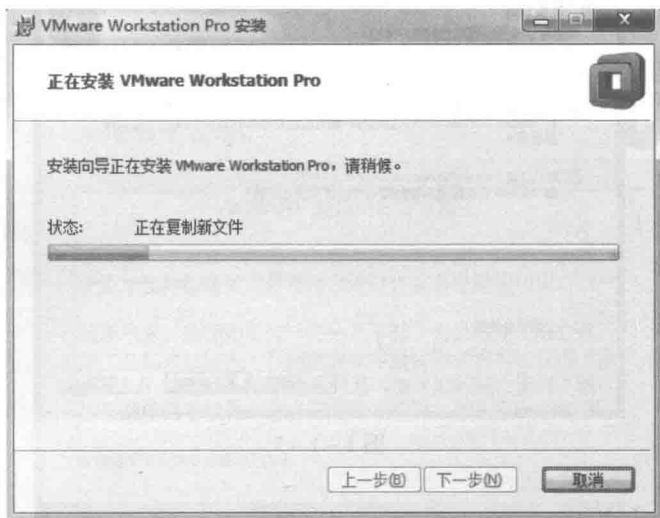 VMware Workstation Pro 安装
正在安装 VMware Workstation Pro
安装向导正在安装 VMware Workstation Pro，请稍候。
状态: 正在复制新文件
上一步(B) 下一步(N) 取消